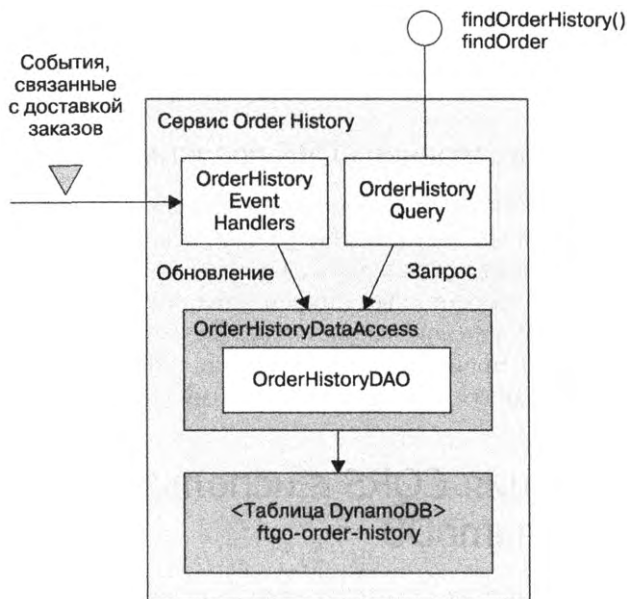 findOrderHistory()
findOrder
События,
связанные
с доставкой
заказов
Сервис Order History
OrderHistory
Event
Handlers
OrderHistory
Query
Обновление
Запрос
OrderHistoryDataAccess
OrderHistoryDAO
<Таблица DynamoDB>
ftgo-order-history